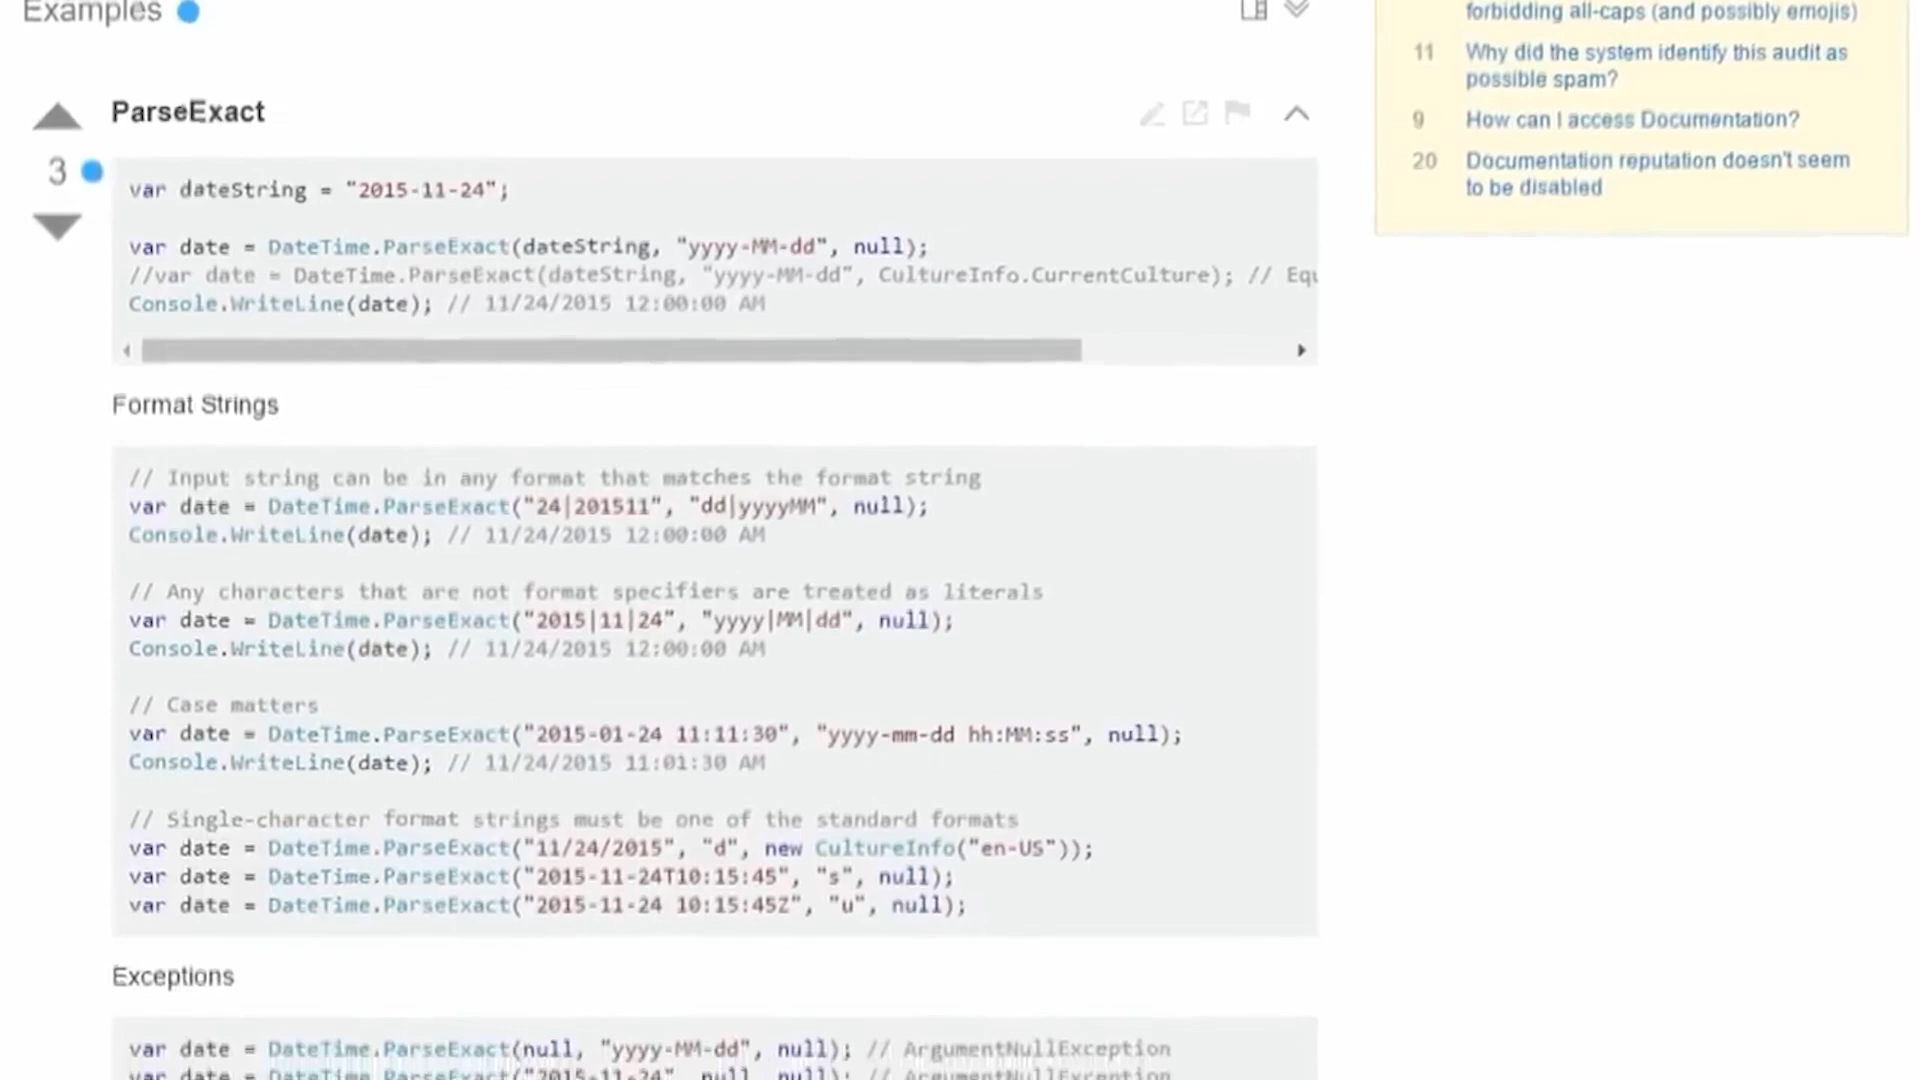 Examples
ParseExact
3
var dateString = "2015-11-24";
var date = DateTime.ParseExact(dateString, "yyyy-MM-dd", null);
//var date = DateTime.ParseExact(dateString, "yyyy-MM-dd", CultureInfo.CurrentCulture); // Equ
Console.WriteLine(date); // 11/24/2015 12:00:00 AM
Format Strings
// Input string can be in any format that matches the format string
var date = DateTime.ParseExact("24|201511", "dd|yyyyMM", null);
Console.WriteLine(date); // 11/24/2015 12:00:00 AM
// Any characters that are not format specifiers are treated as literals
var date = DateTime.ParseExact("2015|11|24", "yyyy|MM|dd", null);
Console.WriteLine(date); // 11/24/2015 12:00:00 AM
// Case matters
var date = DateTime.ParseExact("2015-01-24 11:11:30", "yyyy-mm-dd hh:MM:ss", null);
Console.WriteLine(date); // 11/24/2015 11:01:30 AM
// Single-character format strings must be one of the standard formats
var date = DateTime.ParseExact("11/24/2015", "d", new CultureInfo("en-US"));
var date = DateTime.ParseExact("2015-11-24T10:15:45", "s", null);
var date = DateTime.ParseExact("2015-11-24 10:15:45Z", "u", null);
Exceptions
var date = DateTime.ParseExact(null, "yyyy-MM-dd", null); // ArgumentNullException
var date = DateTime.ParseExact("2015-11-24", null, null); // ArgumentNullException
forbidding all-caps (and possibly emojis)
11 Why did the system identify this audit as
possible spam?
9 How can I access Documentation?
20 Documentation reputation doesn't seem
to be disabled